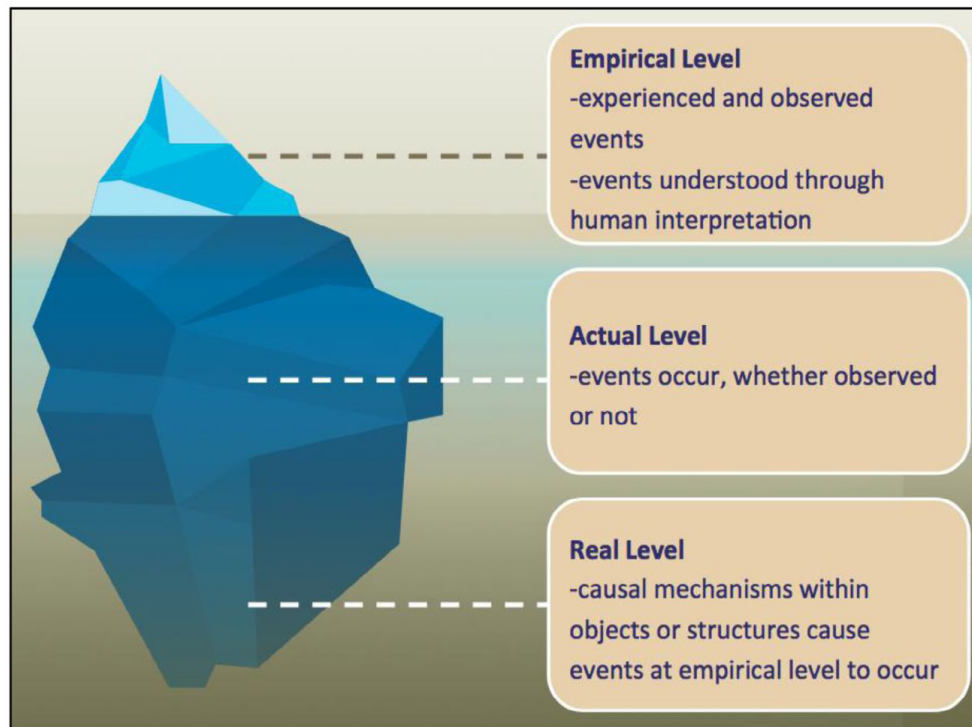 Empirical Level
-experienced and observed
events
-events understood through
human interpretation
Actual Level
-events occur, whether observed
or not
Real Level
-causal mechanisms within
objects or structures cause
events at empirical level to occur